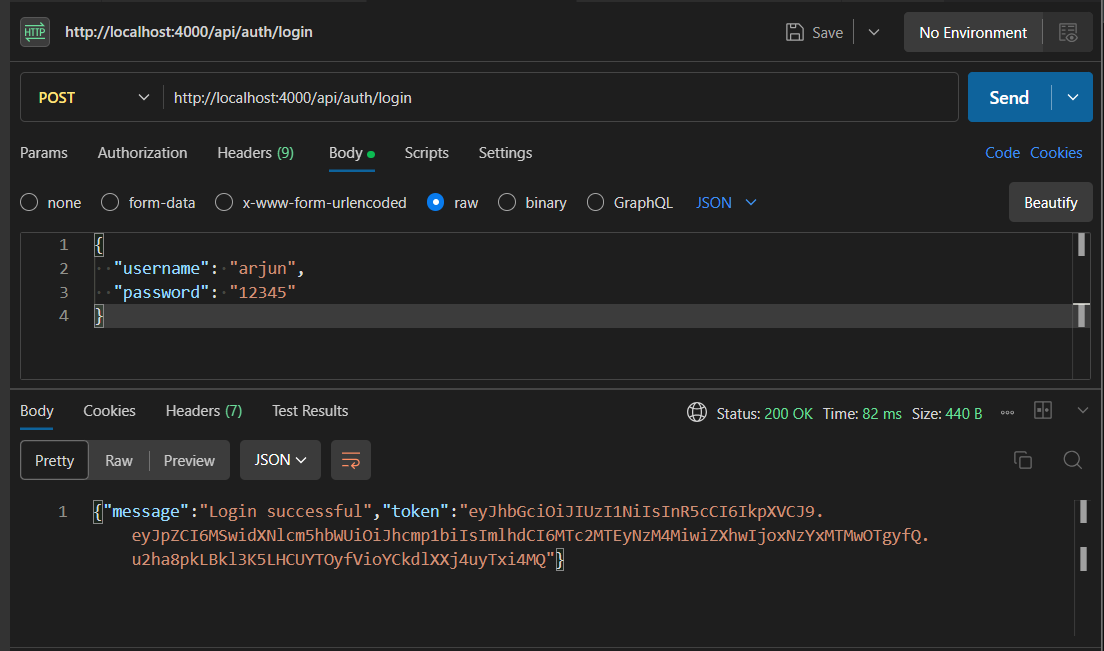 HTTP http://localhost:4000/api/auth/login Save No Environment
POST http://localhost:4000/api/auth/login Send
Params Authorization Headers (9) Body Scripts Settings Code Cookies
none form-data x-www-form-urlencoded raw binary GraphQL JSON Beautify
1 {
2 "username": "arjun",
3 "password": "12345"
4 }
Body Cookies Headers (7) Test Results Status: 200 OK Time: 82 ms Size: 440 B
Pretty Raw Preview JSON
1 {"message":"Login successful","token":"eyJhbGciOiJIUzI1NiIsInR5cCI6IkpXVCJ9.
eyJpZCI6MSwidXNlcm5hbWUiOiJhcmp1biIsImlhdCI6MTc2MTEyNzM4MiwiZXhwIjoxNzYxMTMwOTgyfQ.
u2ha8pkLBkl3K5LHCUYTOyfVioYCkdlXXj4uyTxi4MQ"}